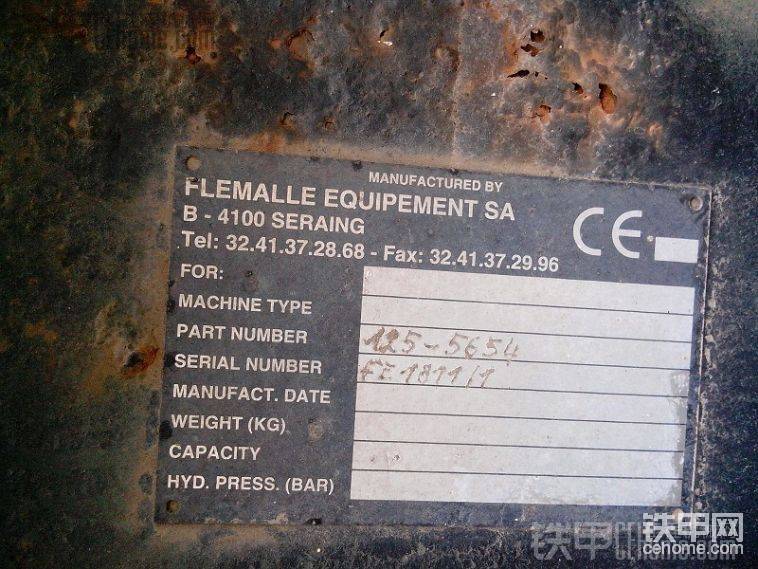 MANUFACTURED BY
FLEMALLE EQUIPEMENT SA
B - 4100 SERAING
Tel: 32.41.37.28.68 - Fax: 32.41.37.29.96
CE
FOR:
MACHINE TYPE
PART NUMBER 125-5654
SERIAL NUMBER FE1811/1
MANUFACT. DATE
WEIGHT (KG)
CAPACITY
HYD. PRESS. (BAR)
铁甲网
cehome.com